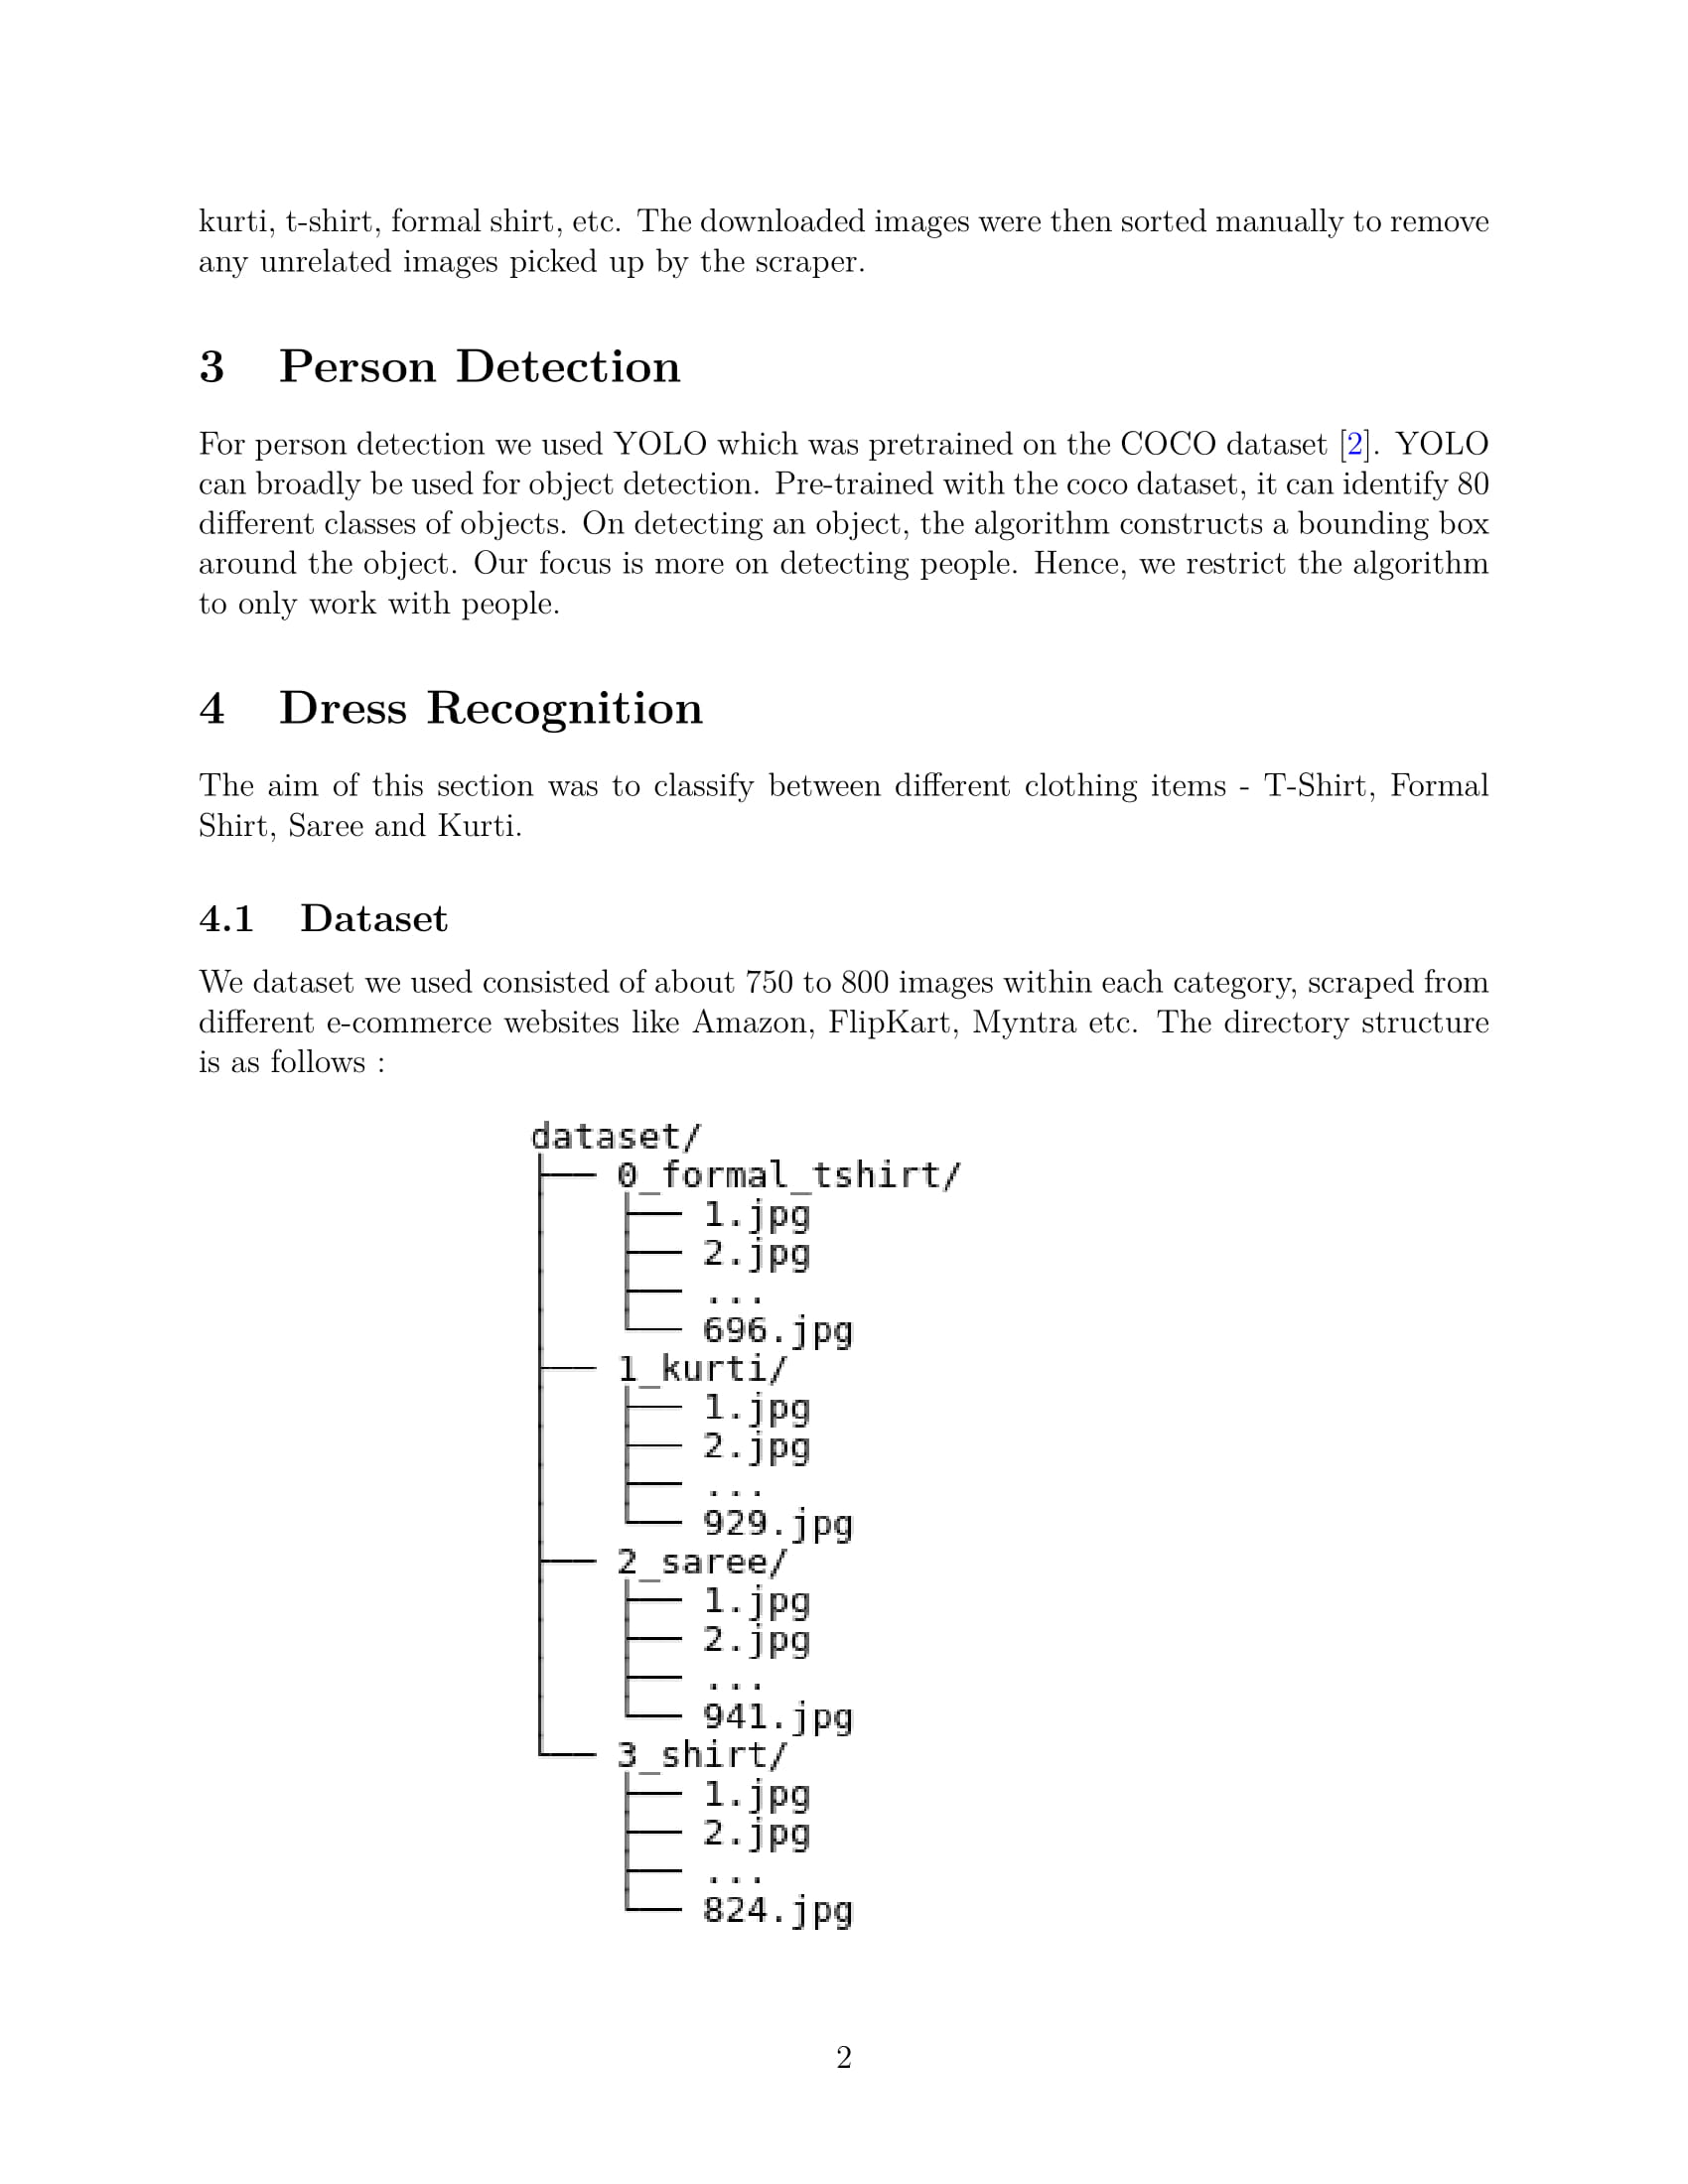 kurti, t-shirt, formal shirt, etc. The downloaded images were then sorted manually to remove
any unrelated images picked up by the scraper.
3 Person Detection
For person detection we used YOLO which was pretrained on the COCO dataset [2]. YOLO
can broadly be used for object detection. Pre-trained with the coco dataset, it can identify 80
different classes of objects. On detecting an object, the algorithm constructs a bounding box
around the object. Our focus is more on detecting people. Hence, we restrict the algorithm
to only work with people.
4 Dress Recognition
The aim of this section was to classify between different clothing items - T-Shirt, Formal
Shirt, Saree and Kurti.
4.1 Dataset
We dataset we used consisted of about 750 to 800 images within each category, scraped from
different e-commerce websites like Amazon, FlipKart, Myntra etc. The directory structure
is as follows :
dataset/
├── 0_formal_tshirt/
│   ├── 1.jpg
│   ├── 2.jpg
│   ├── ...
│   └── 696.jpg
├── 1_kurti/
│   ├── 1.jpg
│   ├── 2.jpg
│   ├── ...
│   └── 929.jpg
├── 2_saree/
│   ├── 1.jpg
│   ├── 2.jpg
│   ├── ...
│   └── 941.jpg
└── 3_shirt/
    ├── 1.jpg
    ├── 2.jpg
    ├── ...
    └── 824.jpg
2